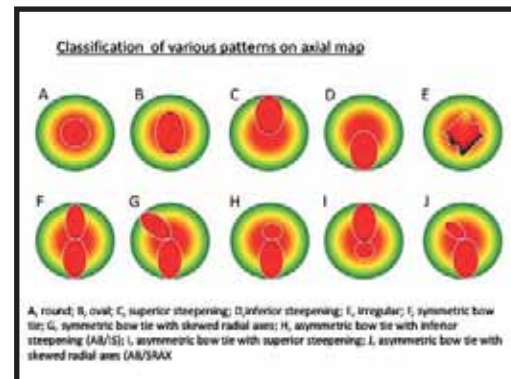 Classification of various patterns on axial map
A B C D E
F G H I J
A, round; B, oval; C, superior steepening; D,inferior steepening; E, irregular; F, symmetric bow
tie; G, symmetric bow tie with skewed radial axes; H, asymmetric bow tie with inferior
steepening (AB/IS); I, asymmetric bow tie with superior steepening; J, asymmetric bow tie with
skewed radial axes (AB/SRAX